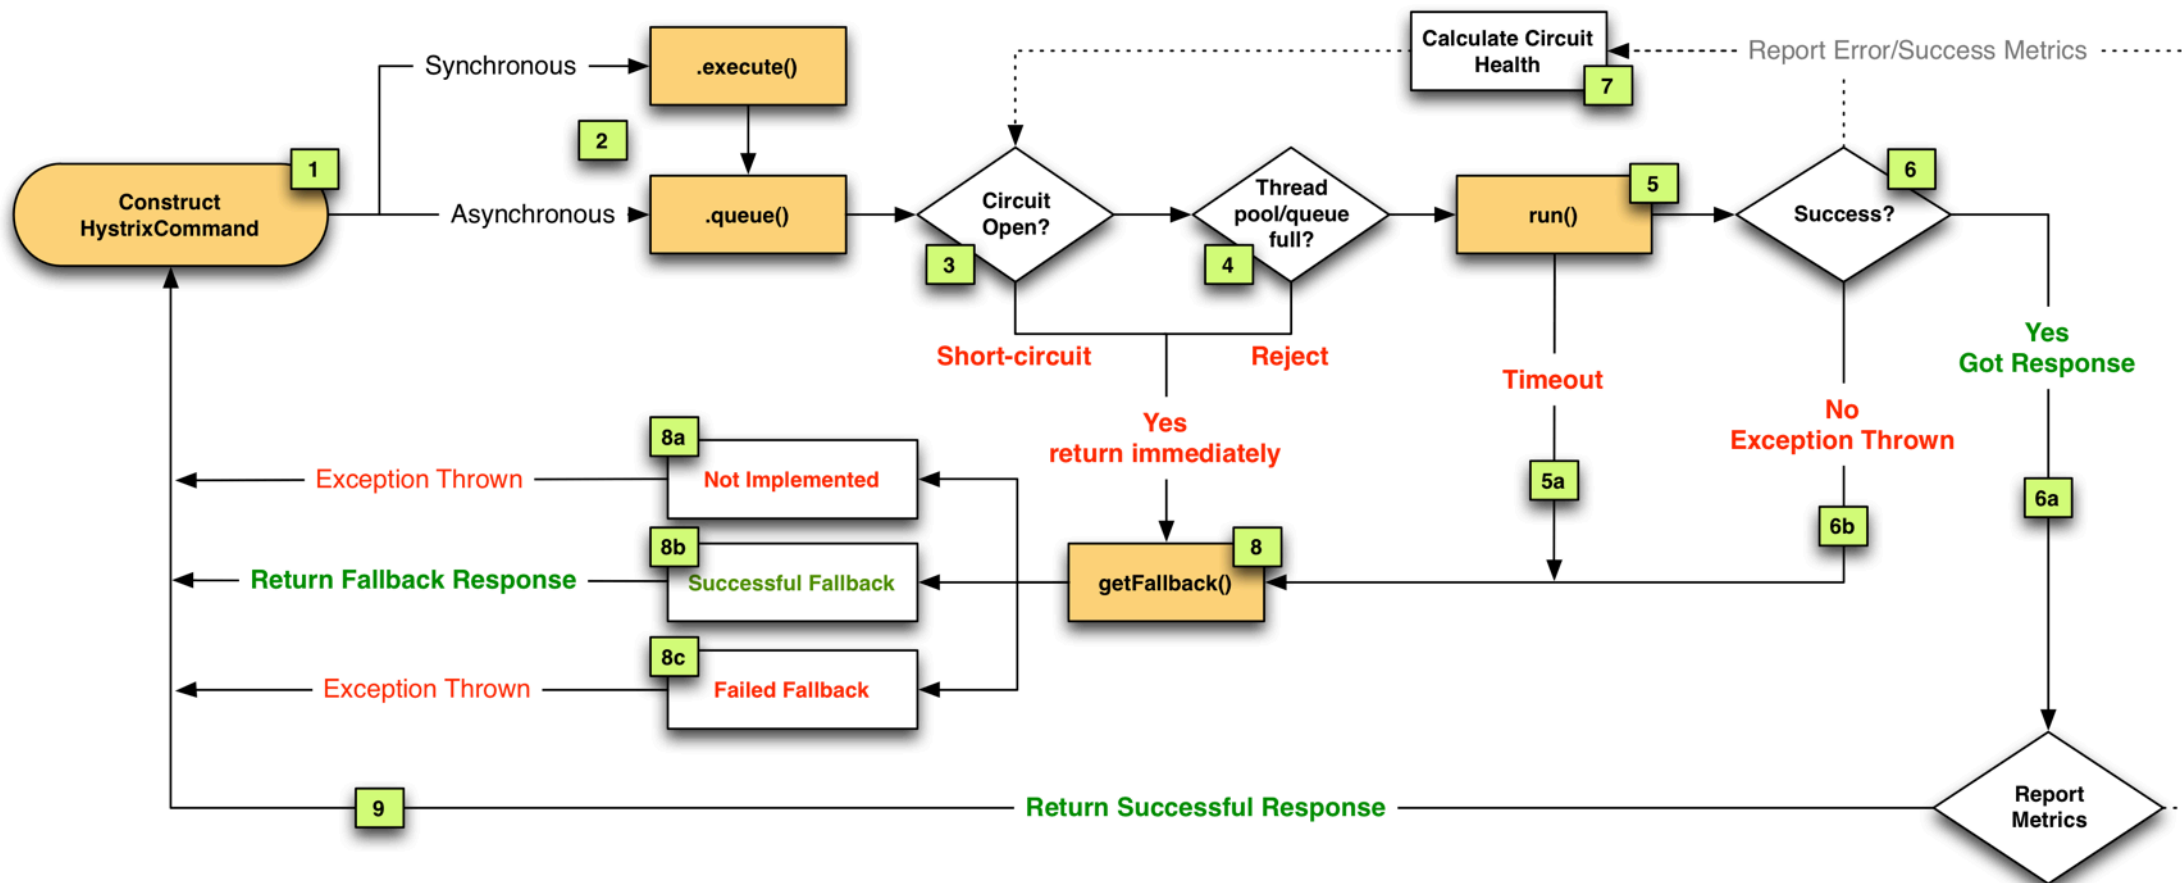 Calculate Circuit
Health
7
Report Error/Success Metrics
Synchronous
.execute()
2
1
Construct
HystrixCommand
Asynchronous
.queue()
Circuit
Open?
3
Thread
pool/queue
full?
4
5
run()
6
Success?
Short-circuit
Reject
Yes
return immediately
Timeout
5a
No
Exception Thrown
6b
Yes
Got Response
6a
8a
Exception Thrown
Not Implemented
8b
Return Fallback Response
Successful Fallback
8
getFallback()
8c
Exception Thrown
Failed Fallback
9
Return Successful Response
Report
Metrics